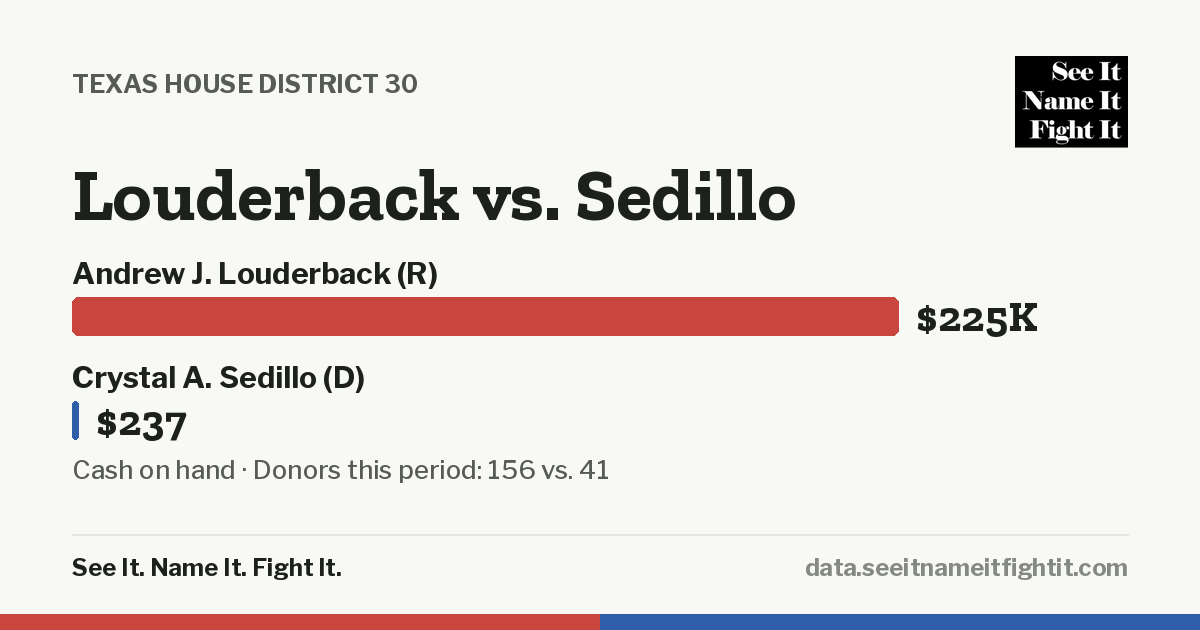 TEXAS HOUSE DISTRICT 30
See It
Name It
Fight It
Louderback vs. Sedillo
Andrew J. Louderback (R)
$225K
Crystal A. Sedillo (D)
$237
Cash on hand · Donors this period: 156 vs. 41
See It. Name It. Fight It.
data.seeitnameitfightit.com